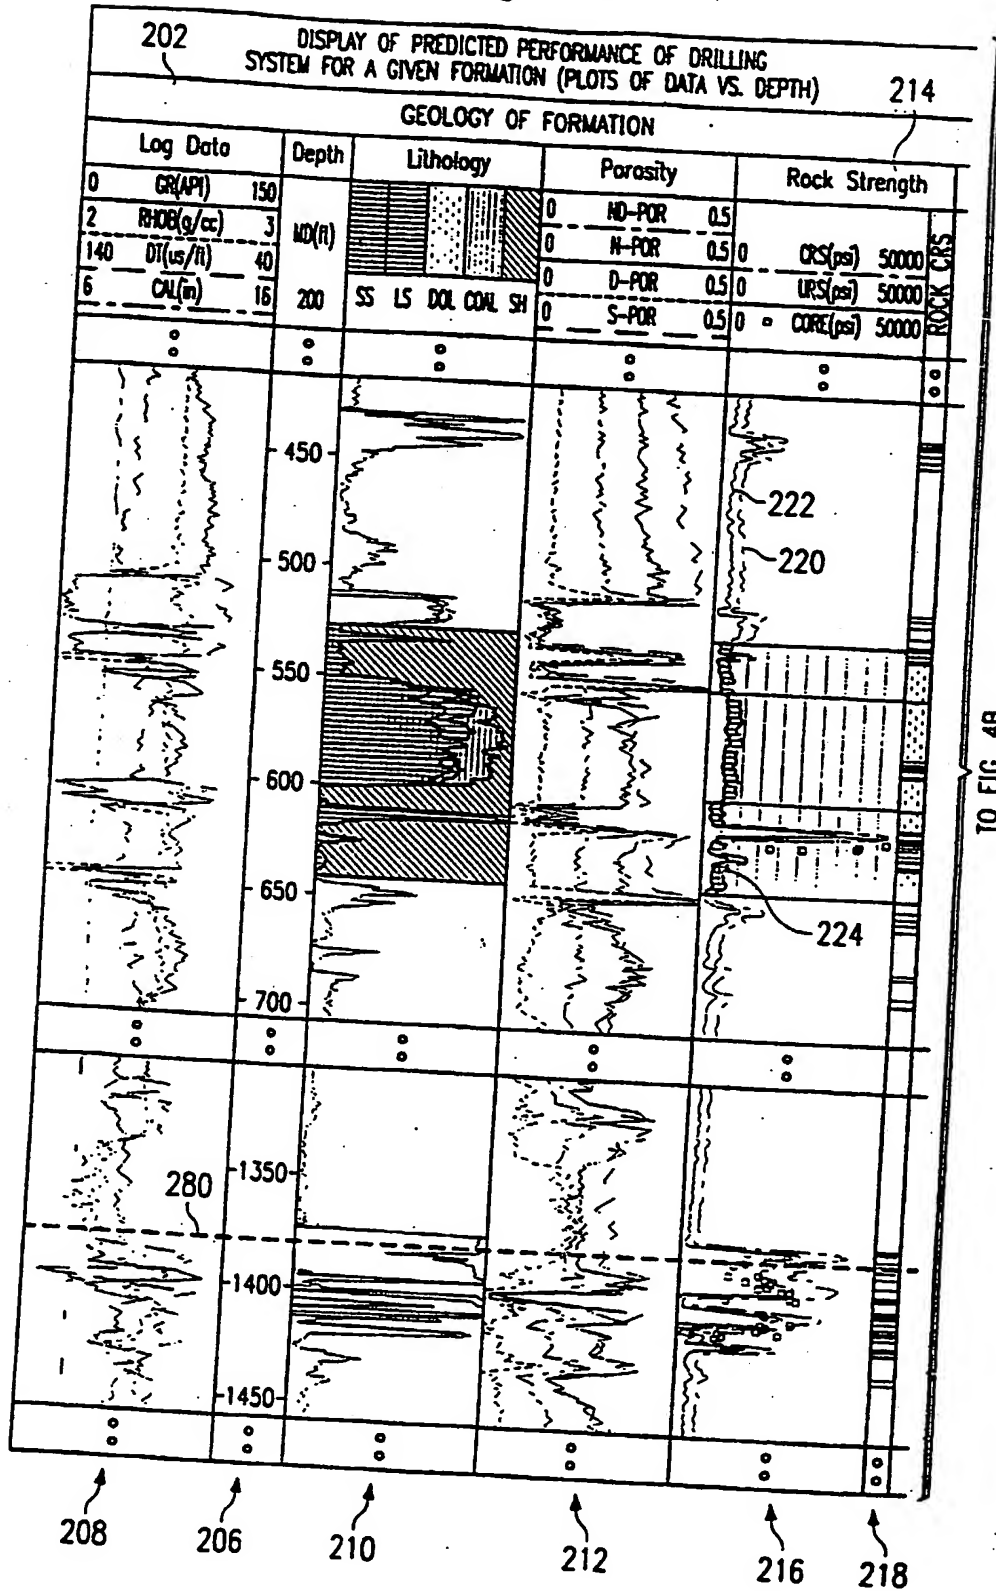 202
DISPLAY OF PREDICTED PERFORMANCE OF DRILLING
SYSTEM FOR A GIVEN FORMATION (PLOTS OF DATA VS. DEPTH)
214
GEOLOGY OF FORMATION
Log Data
Depth
Lithology
Porosity
Rock Strength
0 GR(API) 150
2 RHOB(g/cc) 3
140 DT(us/ft) 40
6 CAL(in) 16
MD(ft)
200
SS LS DOL COAL SH
0 ND-POR 0.5
0 N-POR 0.5
0 D-POR 0.5
0 S-POR 0.5
0 CRS(psi) 50000
0 URS(psi) 50000
0 CORE(psi) 50000
ROCK CRS
450
500
550
600
650
700
1350
1400
1450
222
220
224
280
TO FIG. 4B
208
206
210
212
216
218